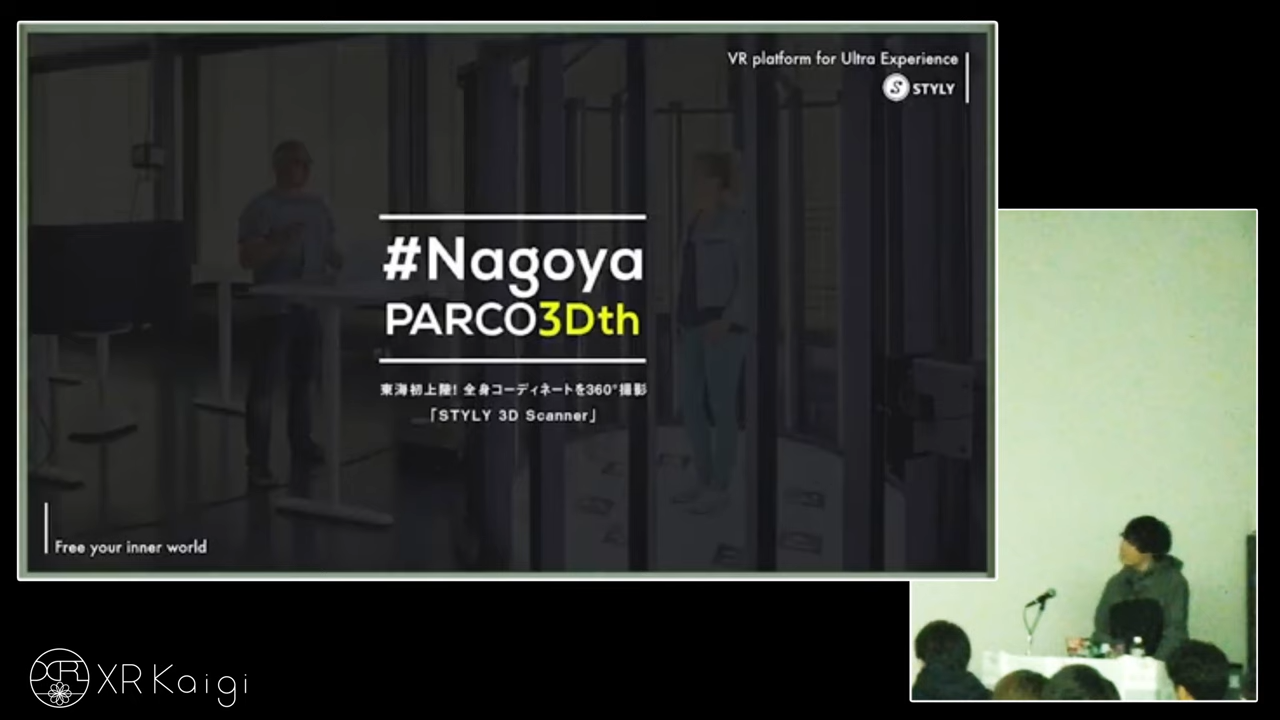 VR platform for Ultra Experience
STYLY
#Nagoya
PARCO3Dth
東海初上陸! 全身コーディネートを360°撮影
「STYLY 3D Scanner」
Free your inner world
XR Kaigi